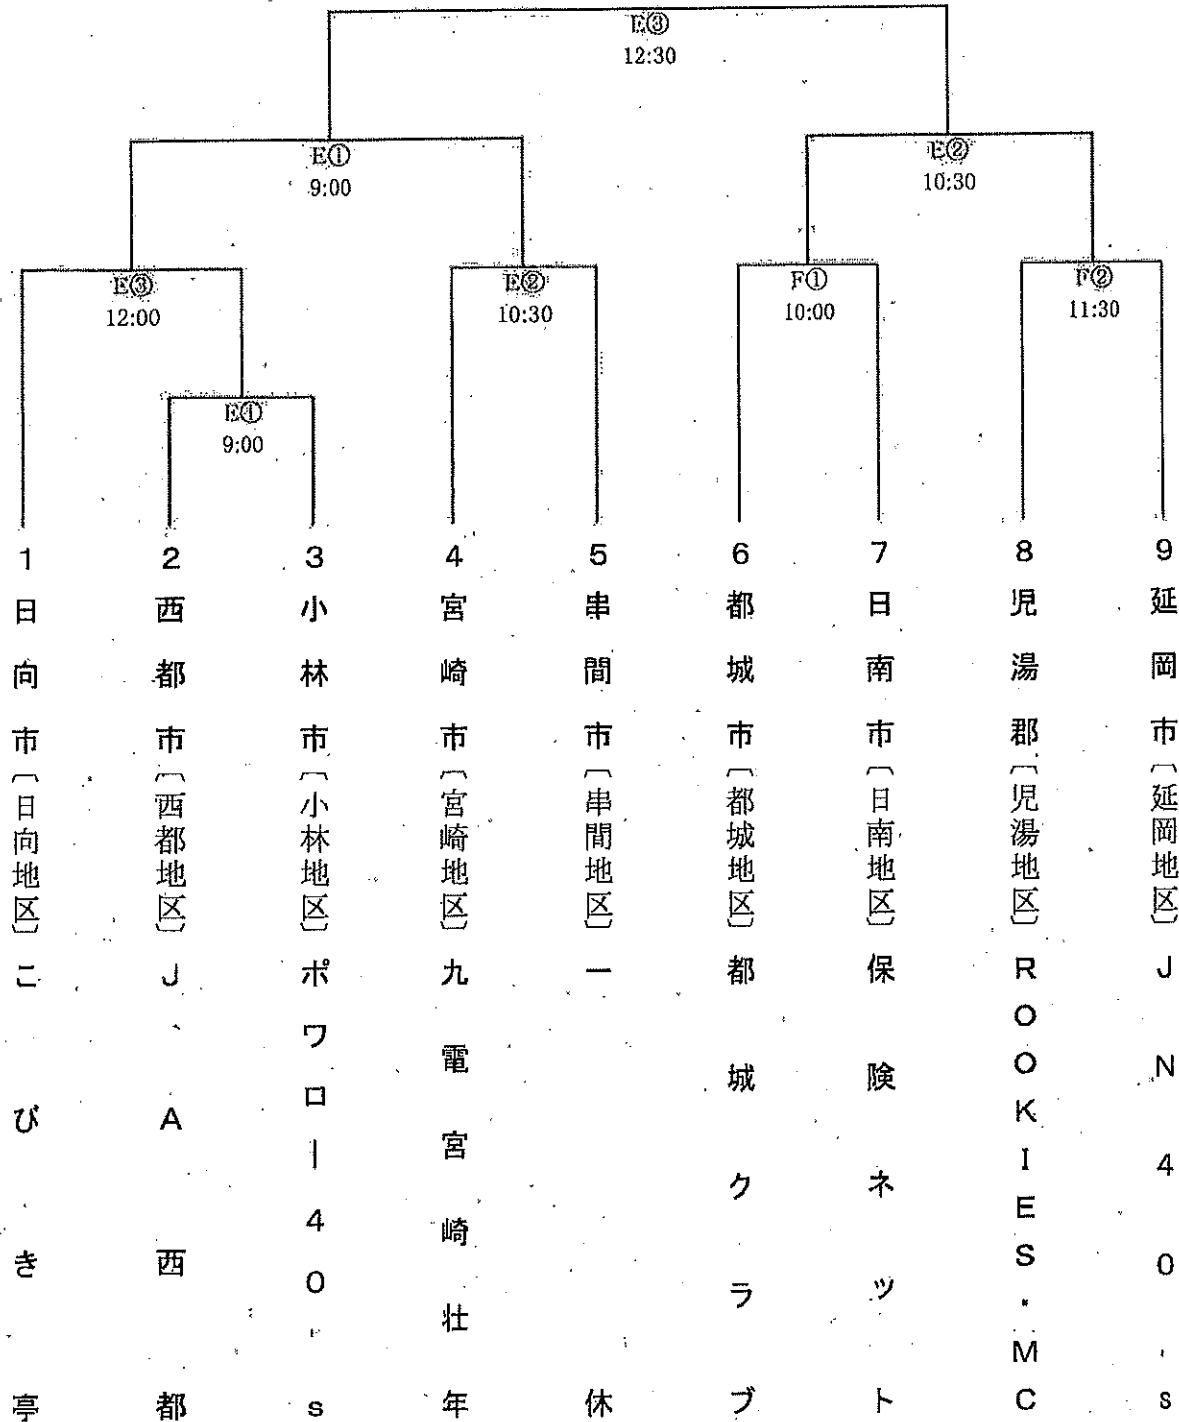 E③
12:30
E①
9:00
E②
10:30
E③
12:00
E②
10:30
F①
10:00
F②
11:30
E①
9:00
1 日向市〔日向地区〕こびき亭
2 西都市〔西都地区〕JA西都
3 小林市〔小林地区〕ポワロー40's
4 宮崎市〔宮崎地区〕九電宮崎壮年
5 串間市〔串間地区〕一休
6 都城市〔都城地区〕都城クラブ
7 日南市〔日南地区〕保険ネット
8 児湯郡〔児湯地区〕ROOKIES・MC
9 延岡市〔延岡地区〕JN40's